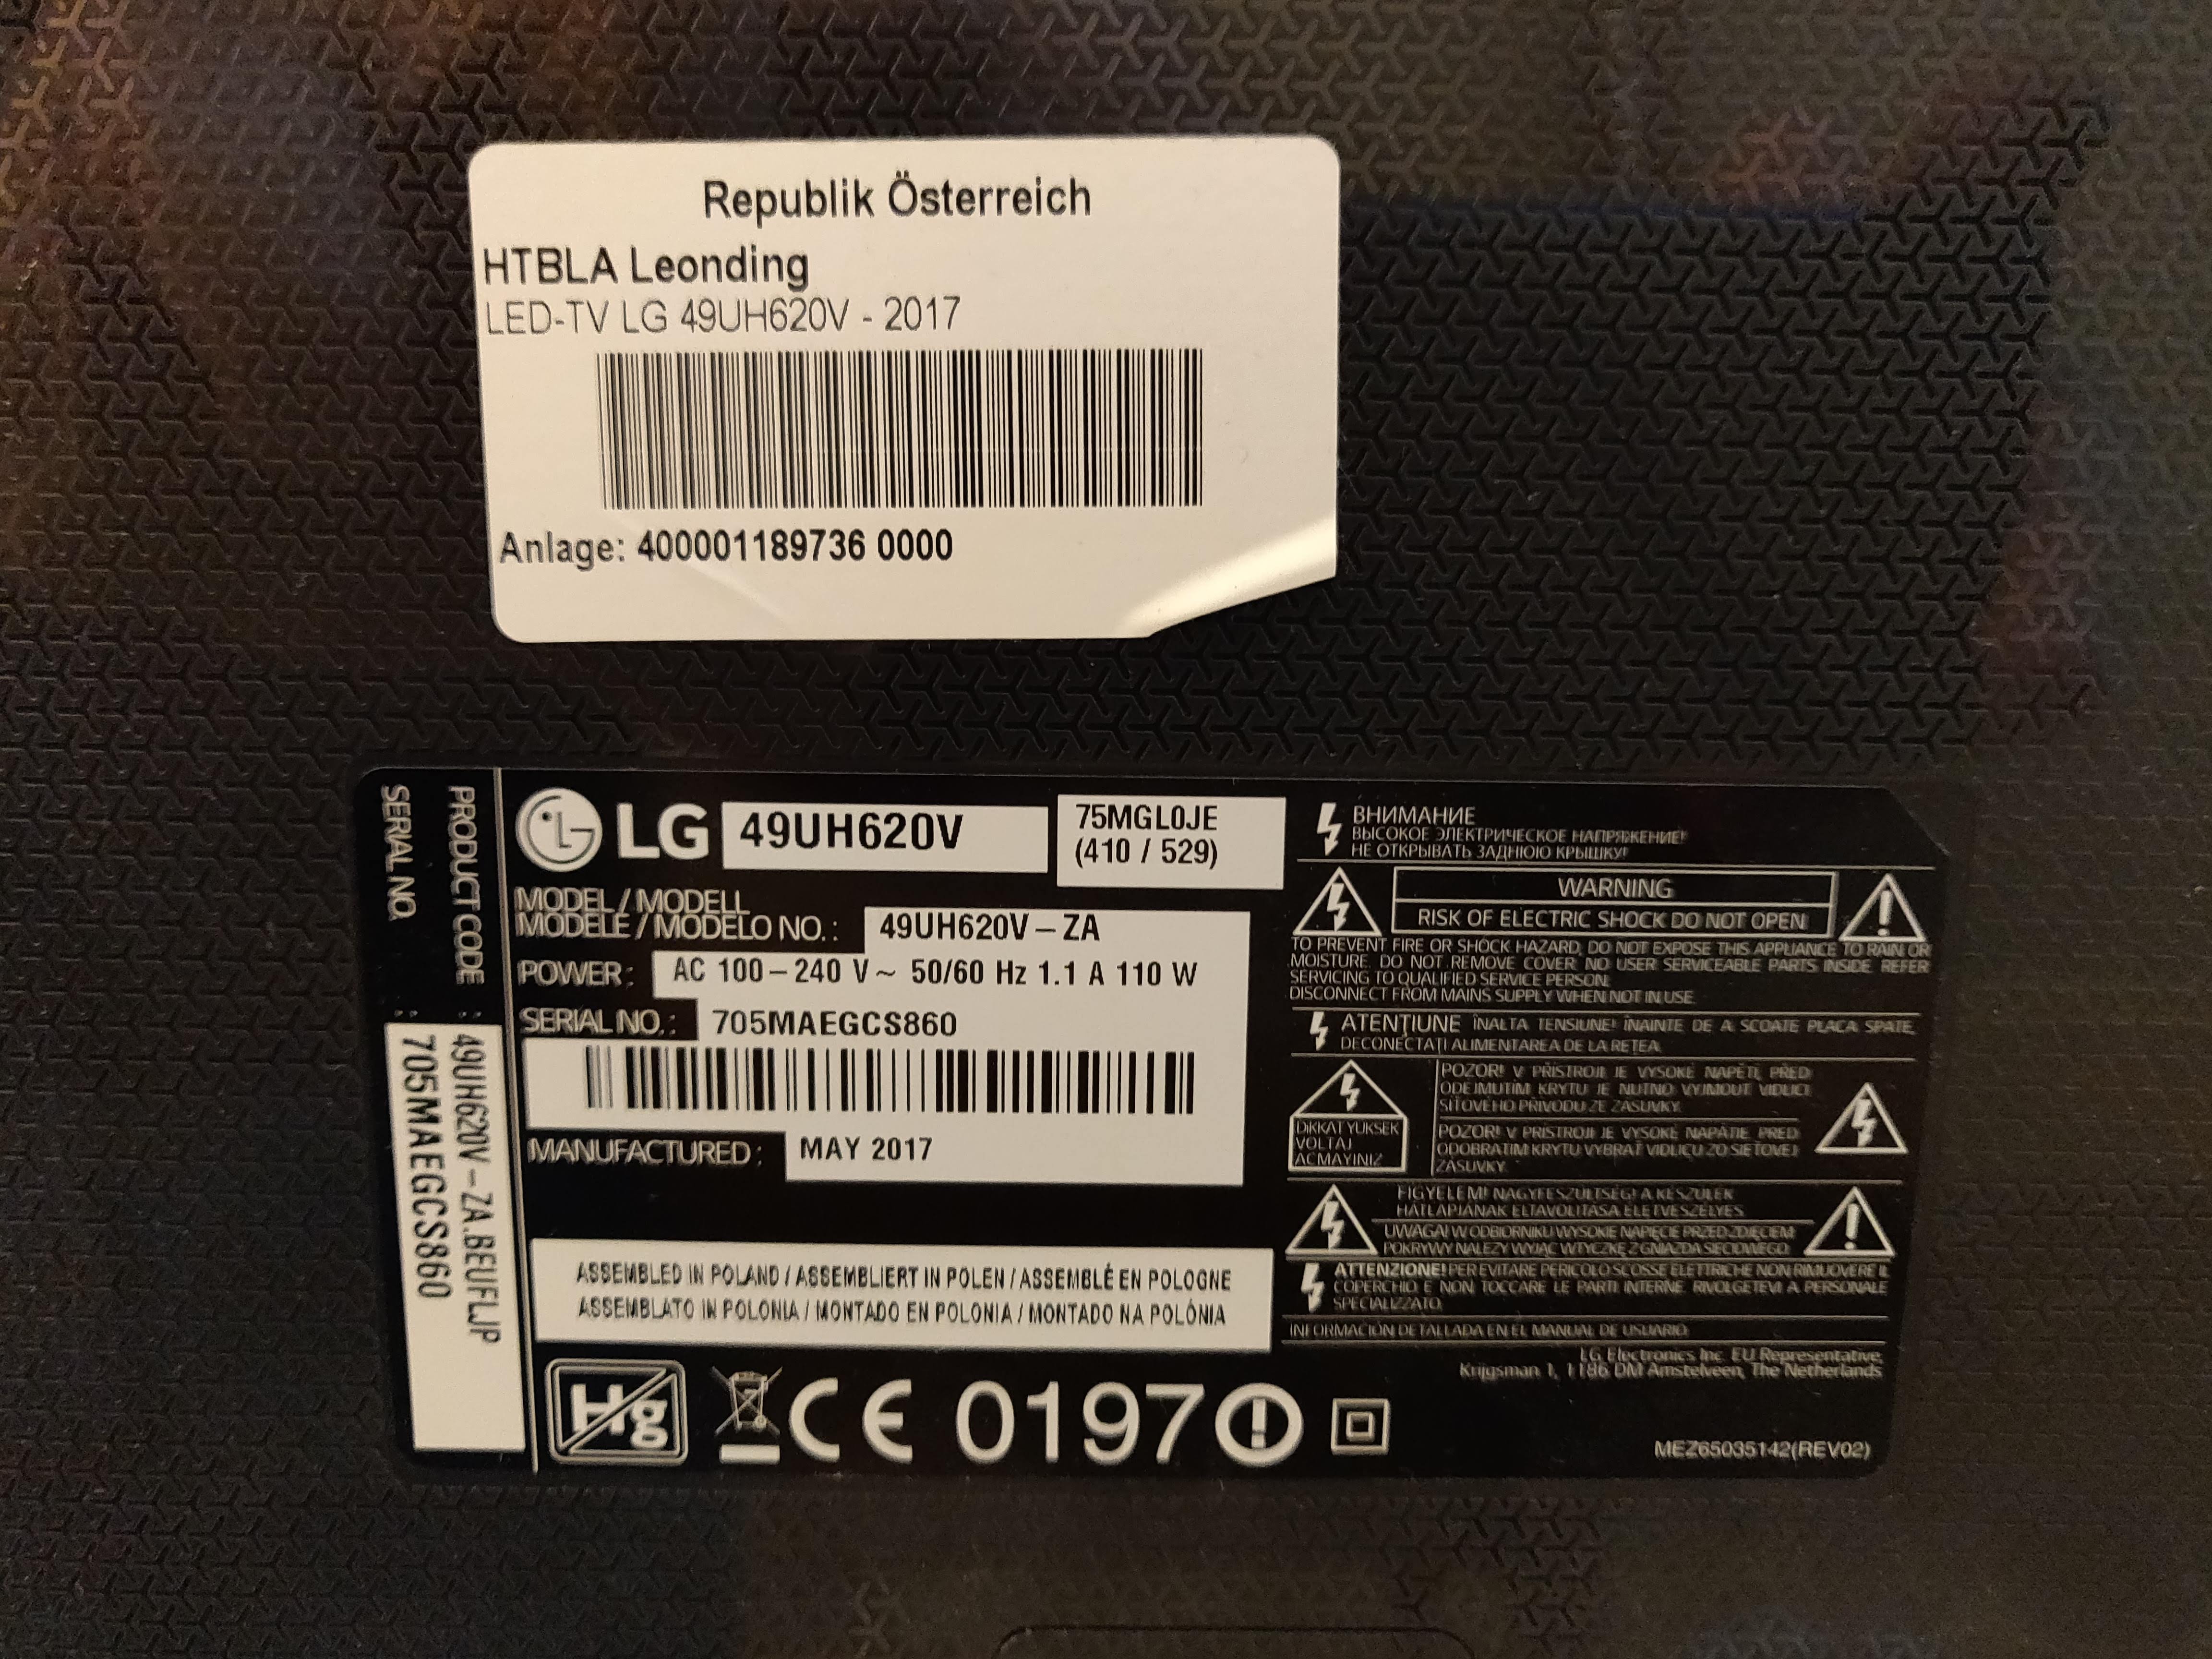 Republik Österreich
HTBLA Leonding
LED-TV LG 49UH620V - 2017
Anlage: 400001189736 0000
PRODUCT CODE : 49UH620V-ZA.BEUFLJP
SERIAL NO. : 705MAEGCS860
LG 49UH620V
75MGL0JE
(410 / 529)
MODEL / MODELL
MODÈLE / MODELO NO. : 49UH620V-ZA
POWER : AC 100-240 V~ 50/60 Hz 1.1 A 110 W
SERIAL NO. : 705MAEGCS860
MANUFACTURED : MAY 2017
ASSEMBLED IN POLAND / ASSEMBLIERT IN POLEN / ASSEMBLÉ EN POLOGNE
ASSEMBLATO IN POLONIA / MONTADO EN POLONIA / MONTADO NA POLÓNIA
Hg
CE 0197
ВНИМАНИЕ
ВЫСОКОЕ ЭЛЕКТРИЧЕСКОЕ НАПРЯЖЕНИЕ!
НЕ ОТКРЫВАТЬ ЗАДНЮЮ КРЫШКУ!
WARNING
RISK OF ELECTRIC SHOCK DO NOT OPEN
TO PREVENT FIRE OR SHOCK HAZARD, DO NOT EXPOSE THIS APPLIANCE TO RAIN OR
MOISTURE. DO NOT REMOVE COVER. NO USER SERVICEABLE PARTS INSIDE. REFER
SERVICING TO QUALIFIED SERVICE PERSON.
DISCONNECT FROM MAINS SUPPLY WHEN NOT IN USE.
ATENŢIUNE ÎNALTA TENSIUNE! ÎNAINTE DE A SCOATE PLACA SPATE,
DECONECTAŢI ALIMENTAREA DE LA REŢEA.
DİKKAT YUKSEK
VOLTAJ
ACMAYINIZ
POZOR! V PŘÍSTROJI JE VYSOKÉ NAPĚTÍ, PŘED
ODEJMUTÍM KRYTU JE NUTNO VYJMOUT VIDLICI
SÍŤOVÉHO PŘÍVODU ZE ZÁSUVKY.
POZOR! V PRÍSTROJI JE VYSOKÉ NAPÄTIE, PRED
ODOBRATÍM KRYTU VYBRAŤ VIDLICU ZO SIEŤOVEJ
ZÁSUVKY.
FIGYELEM! NAGYFESZÜLTSÉG! A KÉSZÜLÉK
HÁTLAPJÁNAK ELTÁVOLÍTÁSA ÉLETVESZÉLYES.
UWAGA! W ODBIORNIKU WYSOKIE NAPIĘCIE PRZED ZDJĘCIEM
POKRYWY NALEŻY WYJĄĆ WTYCZKĘ Z GNIAZDA SIECIOWEGO.
ATTENZIONE! PER EVITARE PERICOLO SCOSSE ELETTRICHE NON RIMUOVERE IL
COPERCHIO E NON TOCCARE LE PARTI INTERNE. RIVOLGETEVI A PERSONALE
SPECIALIZZATO.
INFORMACIÓN DETALLADA EN EL MANUAL DE USUARIO.
LG Electronics Inc. EU Representative,
Krijgsman 1, 1186 DM Amstelveen, The Netherlands
MEZ65035142(REV02)